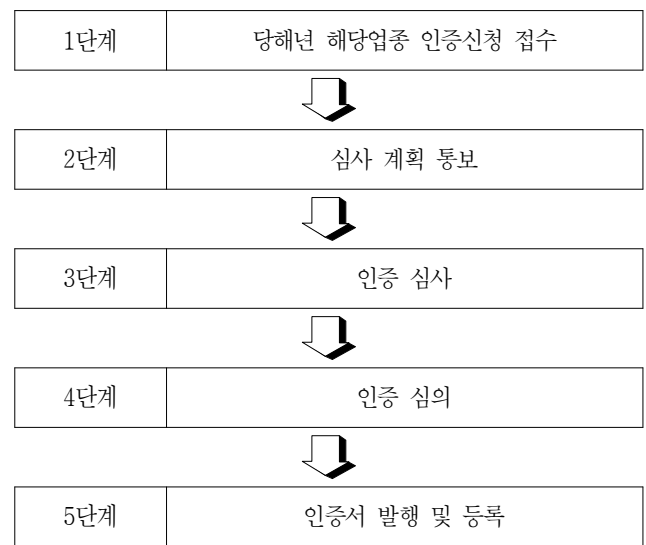 1단계 당해년 해당업종 인증신청 접수
2단계 심사 계획 통보
3단계 인증 심사
4단계 인증 심의
5단계 인증서 발행 및 등록